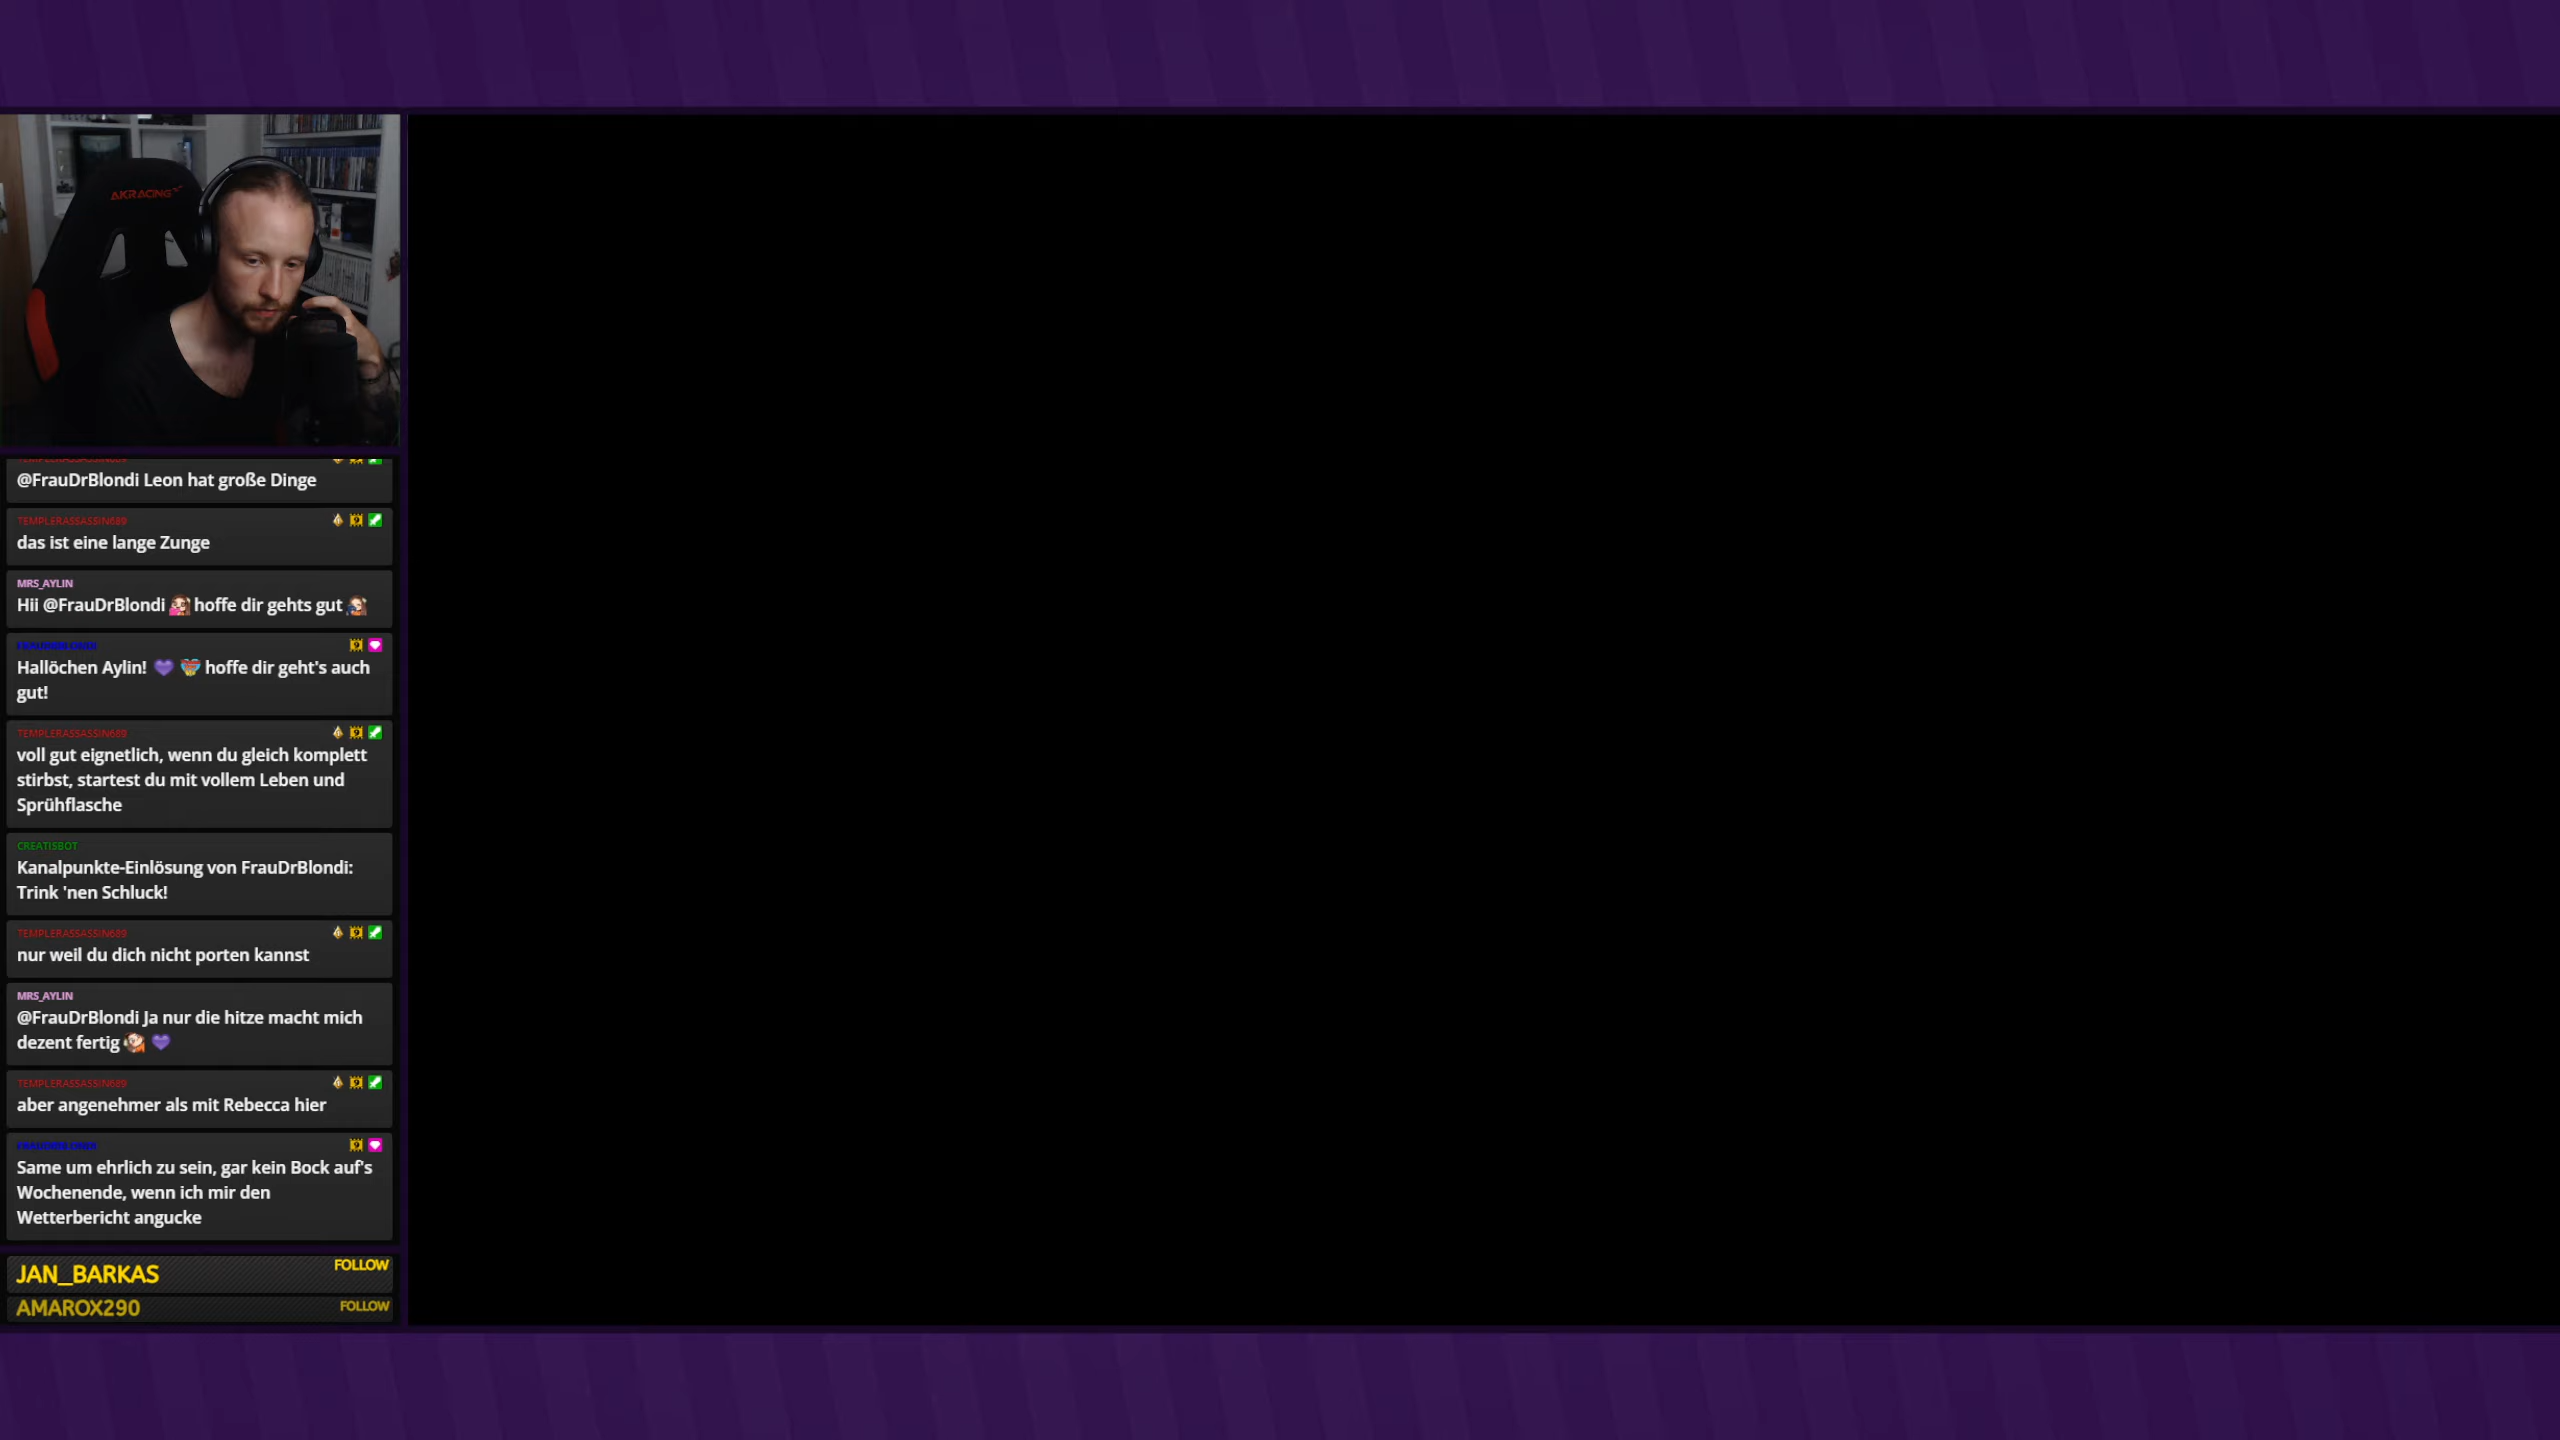 AKRACING
@FrauDrBlondi Leon hat große Dinge
TEMPLERASSASSIN689
das ist eine lange Zunge
MRS_AYLIN
Hii @FrauDrBlondi hoffe dir gehts gut
FRAUDRBLONDI
Hallöchen Aylin! 💜 hoffe dir geht's auch
gut!
TEMPLERASSASSIN689
voll gut eignetlich, wenn du gleich komplett
stirbst, startest du mit vollem Leben und
Sprühflasche
CREATISBOT
Kanalpunkte-Einlösung von FrauDrBlondi:
Trink 'nen Schluck!
TEMPLERASSASSIN689
nur weil du dich nicht porten kannst
MRS_AYLIN
@FrauDrBlondi Ja nur die hitze macht mich
dezent fertig 💜
TEMPLERASSASSIN689
aber angenehmer als mit Rebecca hier
FRAUDRBLONDI
Same um ehrlich zu sein, gar kein Bock auf's
Wochenende, wenn ich mir den
Wetterbericht angucke
JAN_BARKAS FOLLOW
AMAROX290 FOLLOW